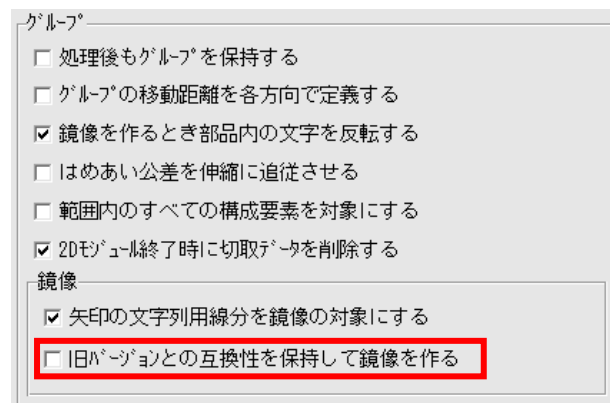 ｸﾞﾙｰﾌﾟ
処理後もｸﾞﾙｰﾌﾟを保持する
ｸﾞﾙｰﾌﾟの移動距離を各方向で定義する
鏡像を作るとき部品内の文字を反転する
はめあい公差を伸縮に追従させる
範囲内のすべての構成要素を対象にする
2Dﾓｼﾞｭｰﾙ終了時に切取ﾃﾞｰﾀを削除する
鏡像
矢印の文字列用線分を鏡像の対象にする
旧ﾊﾞｰｼﾞｮﾝとの互換性を保持して鏡像を作る